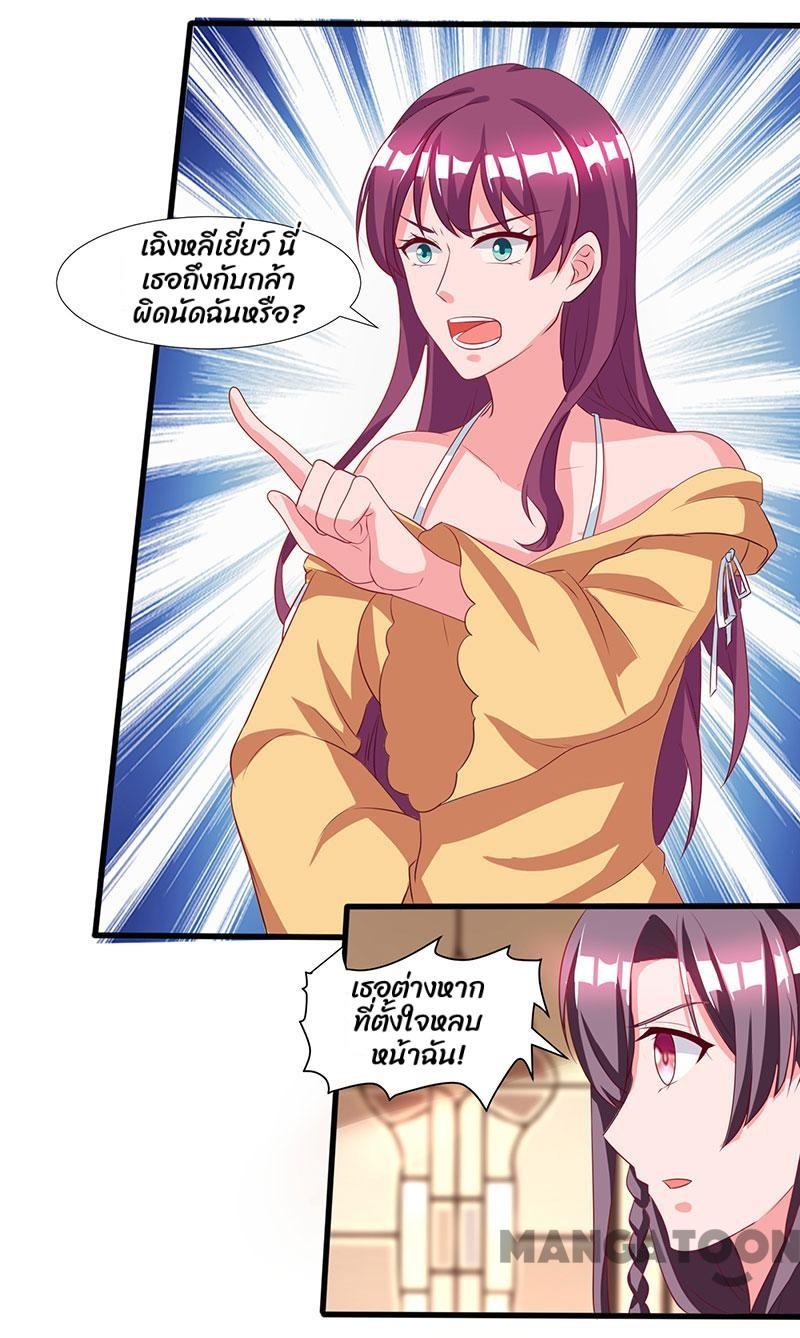 เฉิงหลีเยี่ยว์ นี่
เธอถึงกับกล้า
ผิดนัดฉันหรือ?
เธอต่างหาก
ที่ตั้งใจหลบ
หน้าฉัน!
MANGATOON